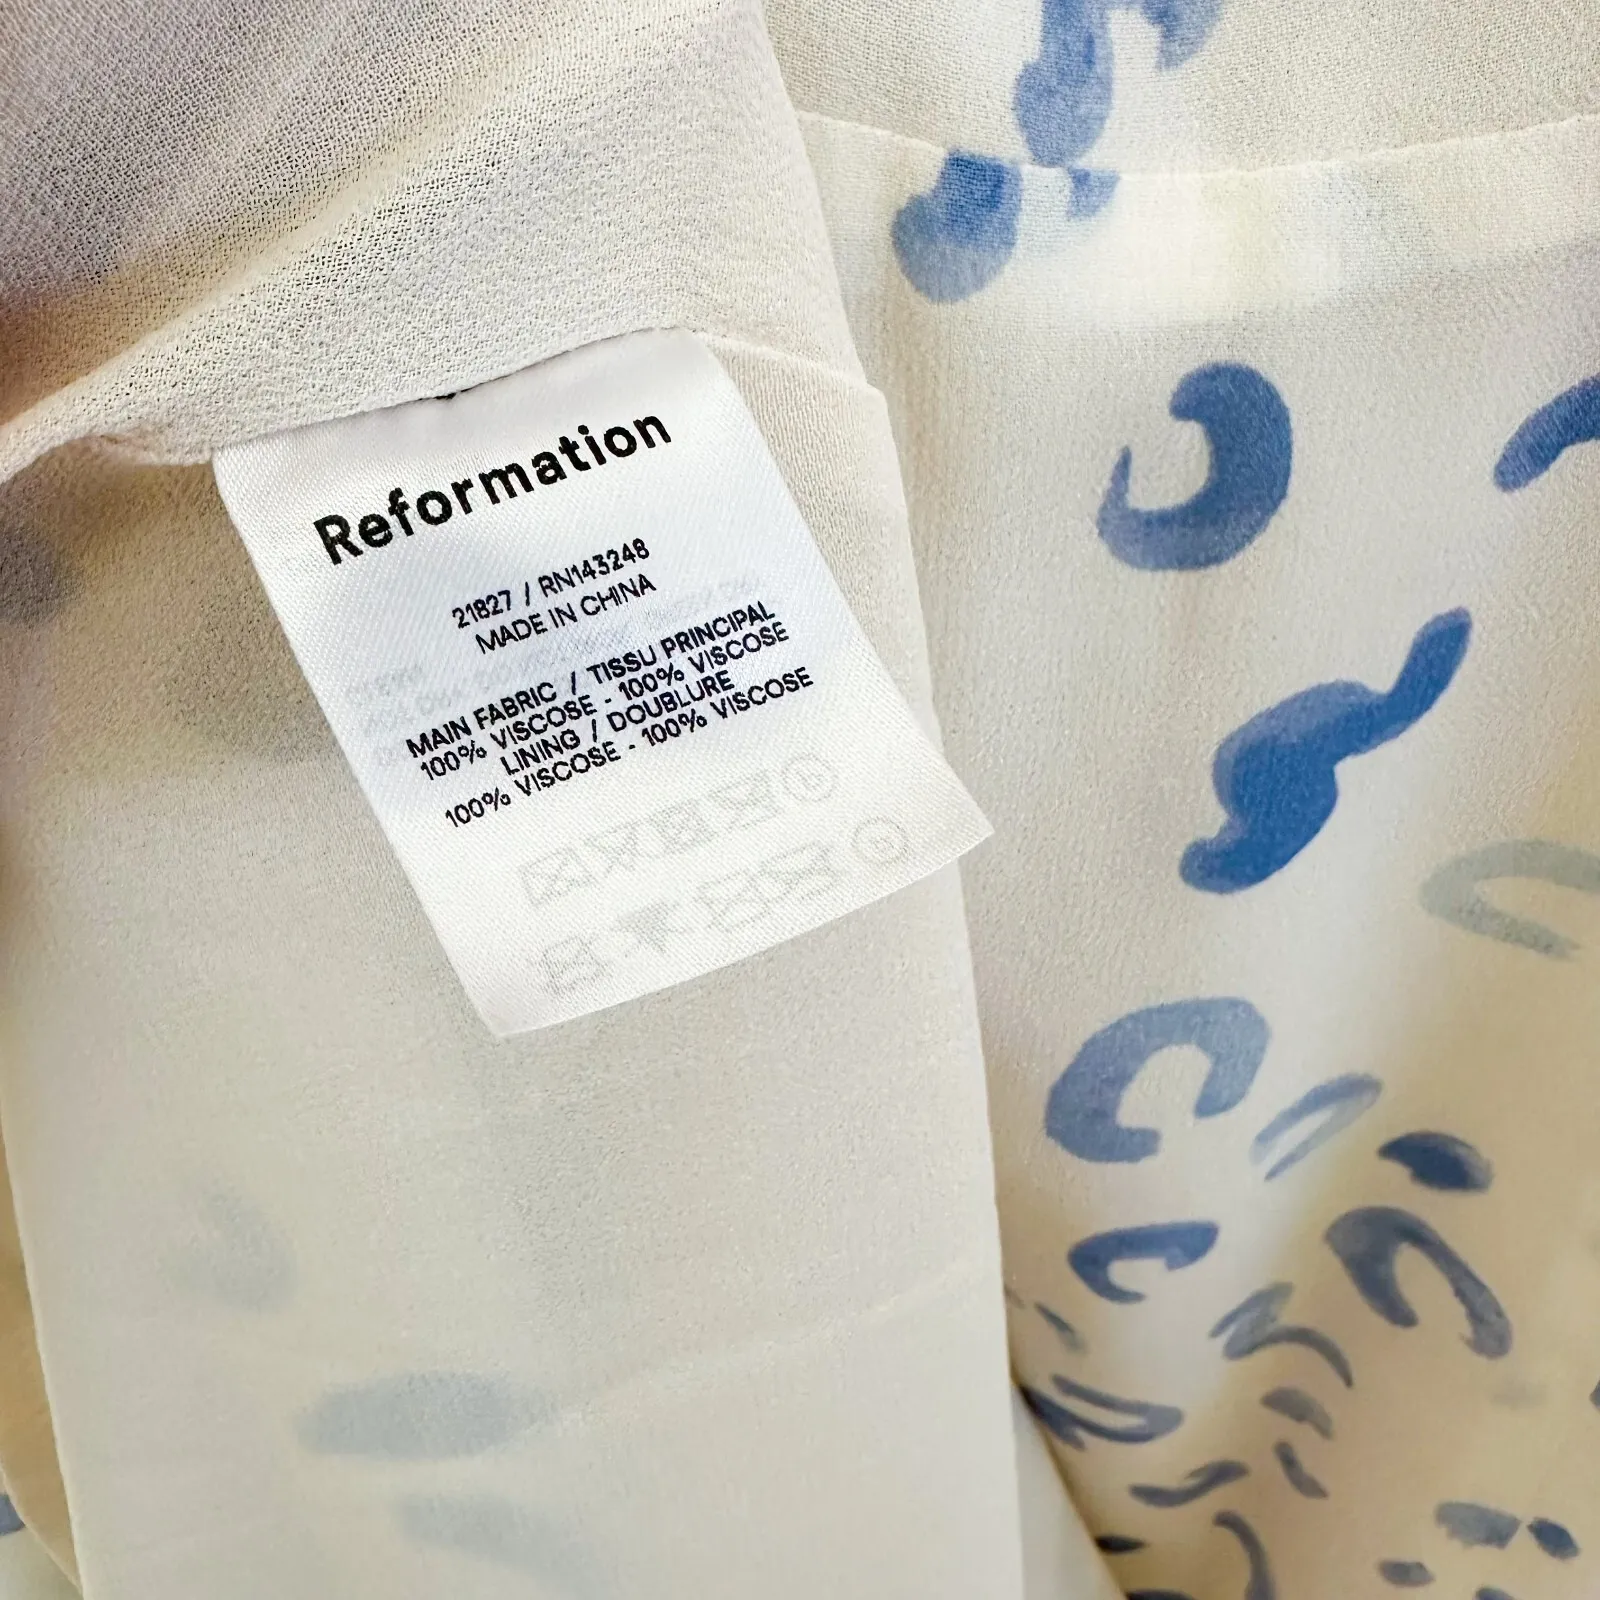 Reformation
21827 / RN143248
MADE IN CHINA
MAIN FABRIC / TISSU PRINCIPAL
100% VISCOSE - 100% VISCOSE
LINING / DOUBLURE
100% VISCOSE - 100% VISCOSE